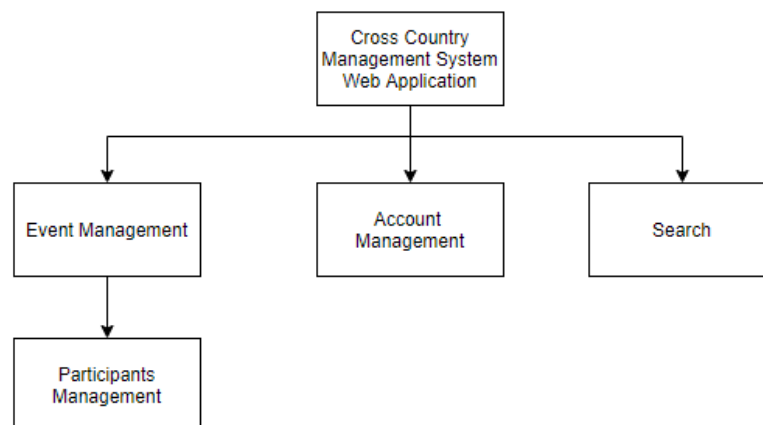 Cross Country
Management System
Web Application
Event Management
Account
Management
Search
Participants
Management